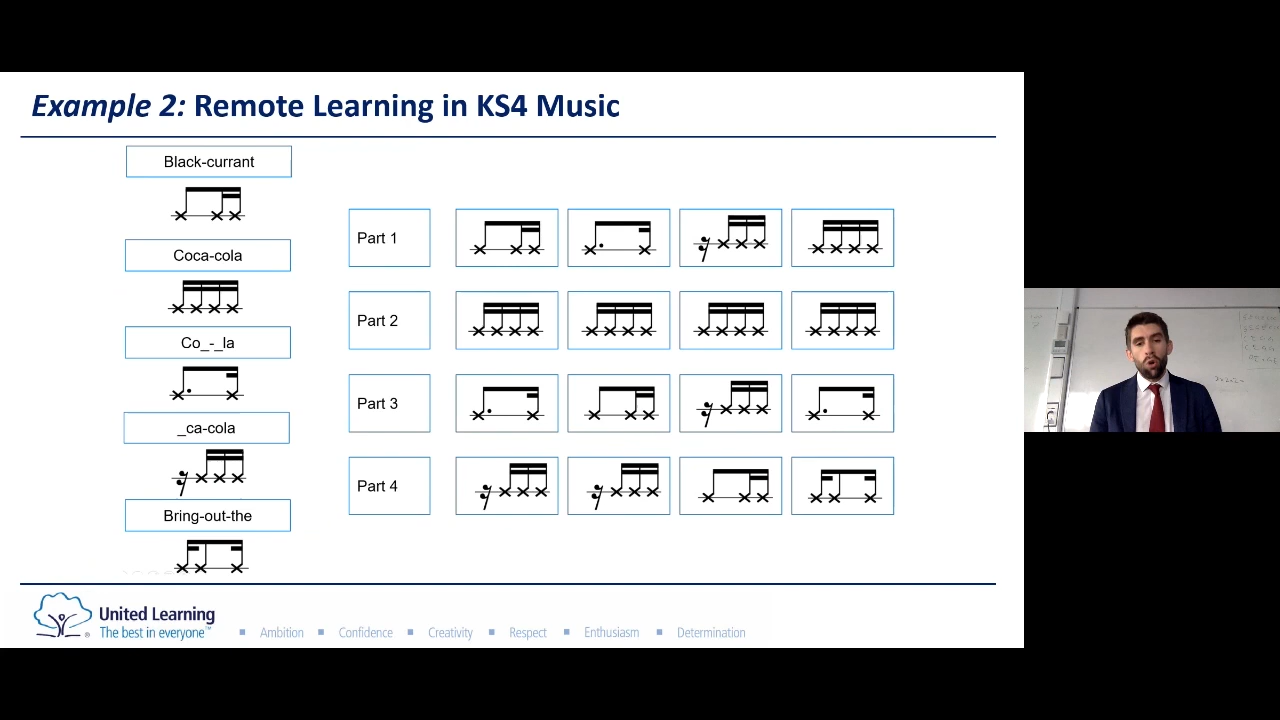 Example 2: Remote Learning in KS4 Music
Black-currant
Coca-cola
Co_-_la
_ca-cola
Bring-out-the
Part 1
Part 2
Part 3
Part 4
United Learning
The best in everyone™
Ambition
Confidence
Creativity
Respect
Enthusiasm
Determination